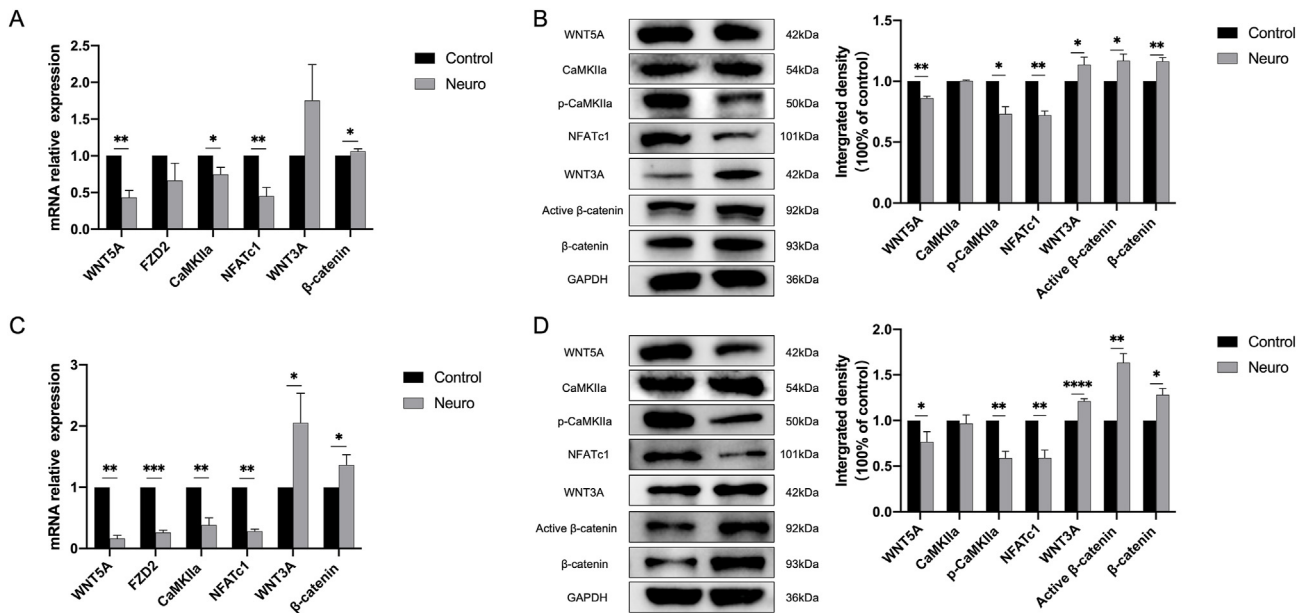 A
mRNA relative expression
2.5
2.0
1.5
1.0
0.5
0.0
**
*
**
*
WNT5A
FZD2
CaMKIIa
NFATc1
WNT3A
β-catenin
Control
Neuro
B
WNT5A 42kDa
CaMKIIa 54kDa
p-CaMKIIa 50kDa
NFATc1 101kDa
WNT3A 42kDa
Active β-catenin 92kDa
β-catenin 93kDa
GAPDH 36kDa
Intergrated density
(100% of control)
1.5
1.0
0.5
0.0
**
*
**
*
*
**
WNT5A
CaMKIIa
p-CaMKIIa
NFATc1
WNT3A
Active β-catenin
β-catenin
Control
Neuro
C
mRNA relative expression
3
2
1
0
**
***
**
**
*
*
WNT5A
FZD2
CaMKIIa
NFATc1
WNT3A
β-catenin
Control
Neuro
D
WNT5A 42kDa
CaMKIIa 54kDa
p-CaMKIIa 50kDa
NFATc1 101kDa
WNT3A 42kDa
Active β-catenin 92kDa
β-catenin 93kDa
GAPDH 36kDa
Intergrated density
(100% of control)
2.0
1.5
1.0
0.5
0.0
*
**
**
****
**
*
WNT5A
CaMKIIa
p-CaMKIIa
NFATc1
WNT3A
Active β-catenin
β-catenin
Control
Neuro